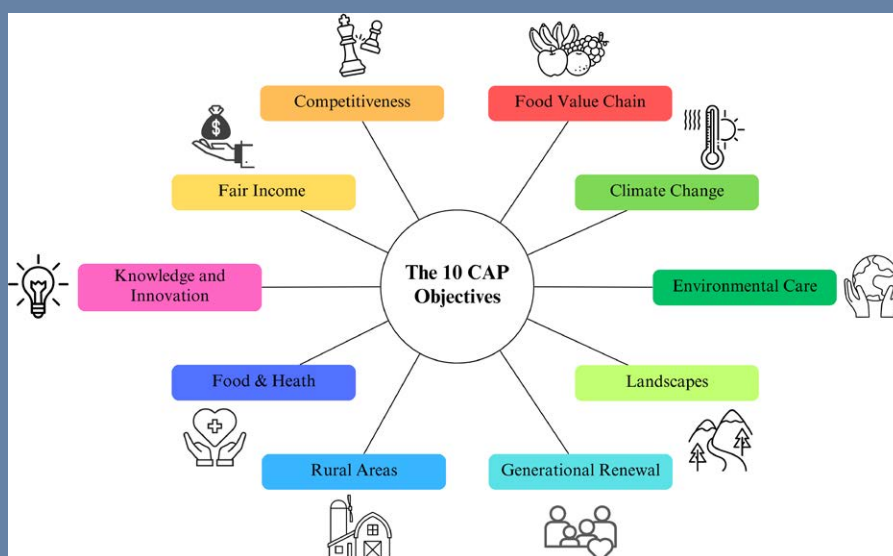 Competitiveness
Food Value Chain
Fair Income
Climate Change
The 10 CAP
Objectives
Knowledge and
Innovation
Environmental Care
Food & Heath
Landscapes
Rural Areas
Generational Renewal
$